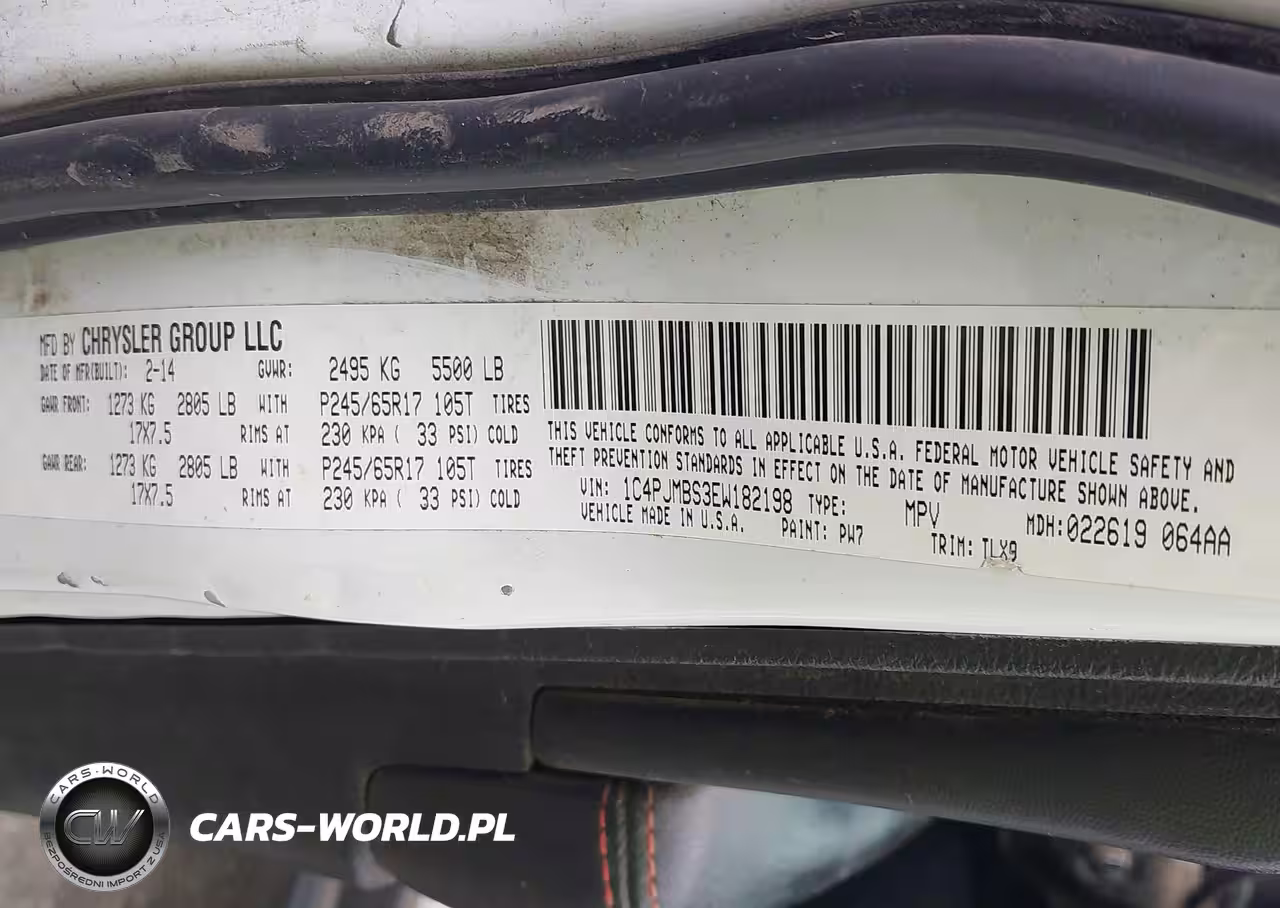 MFD BY CHRYSLER GROUP LLC
DATE OF MFR(BUILT): 2-14 GVWR: 2495 KG 5500 LB
GAWR FRONT: 1273 KG 2805 LB WITH P245/65R17 105T TIRES
17X7.5 RIMS AT 230 KPA ( 33 PSI) COLD
GAWR REAR: 1273 KG 2805 LB WITH P245/65R17 105T TIRES
17X7.5 RIMS AT 230 KPA ( 33 PSI) COLD
THIS VEHICLE CONFORMS TO ALL APPLICABLE U.S.A. FEDERAL MOTOR VEHICLE SAFETY AND
THEFT PREVENTION STANDARDS IN EFFECT ON THE DATE OF MANUFACTURE SHOWN ABOVE.
VIN: 1C4PJMBS3EW182198 TYPE: MPV MDH:022619 064AA
VEHICLE MADE IN U.S.A. PAINT: PW7 TRIM: TLX9
CARS-WORLD
CW
BEZPOŚREDNI IMPORT Z USA
CARS-WORLD.PL